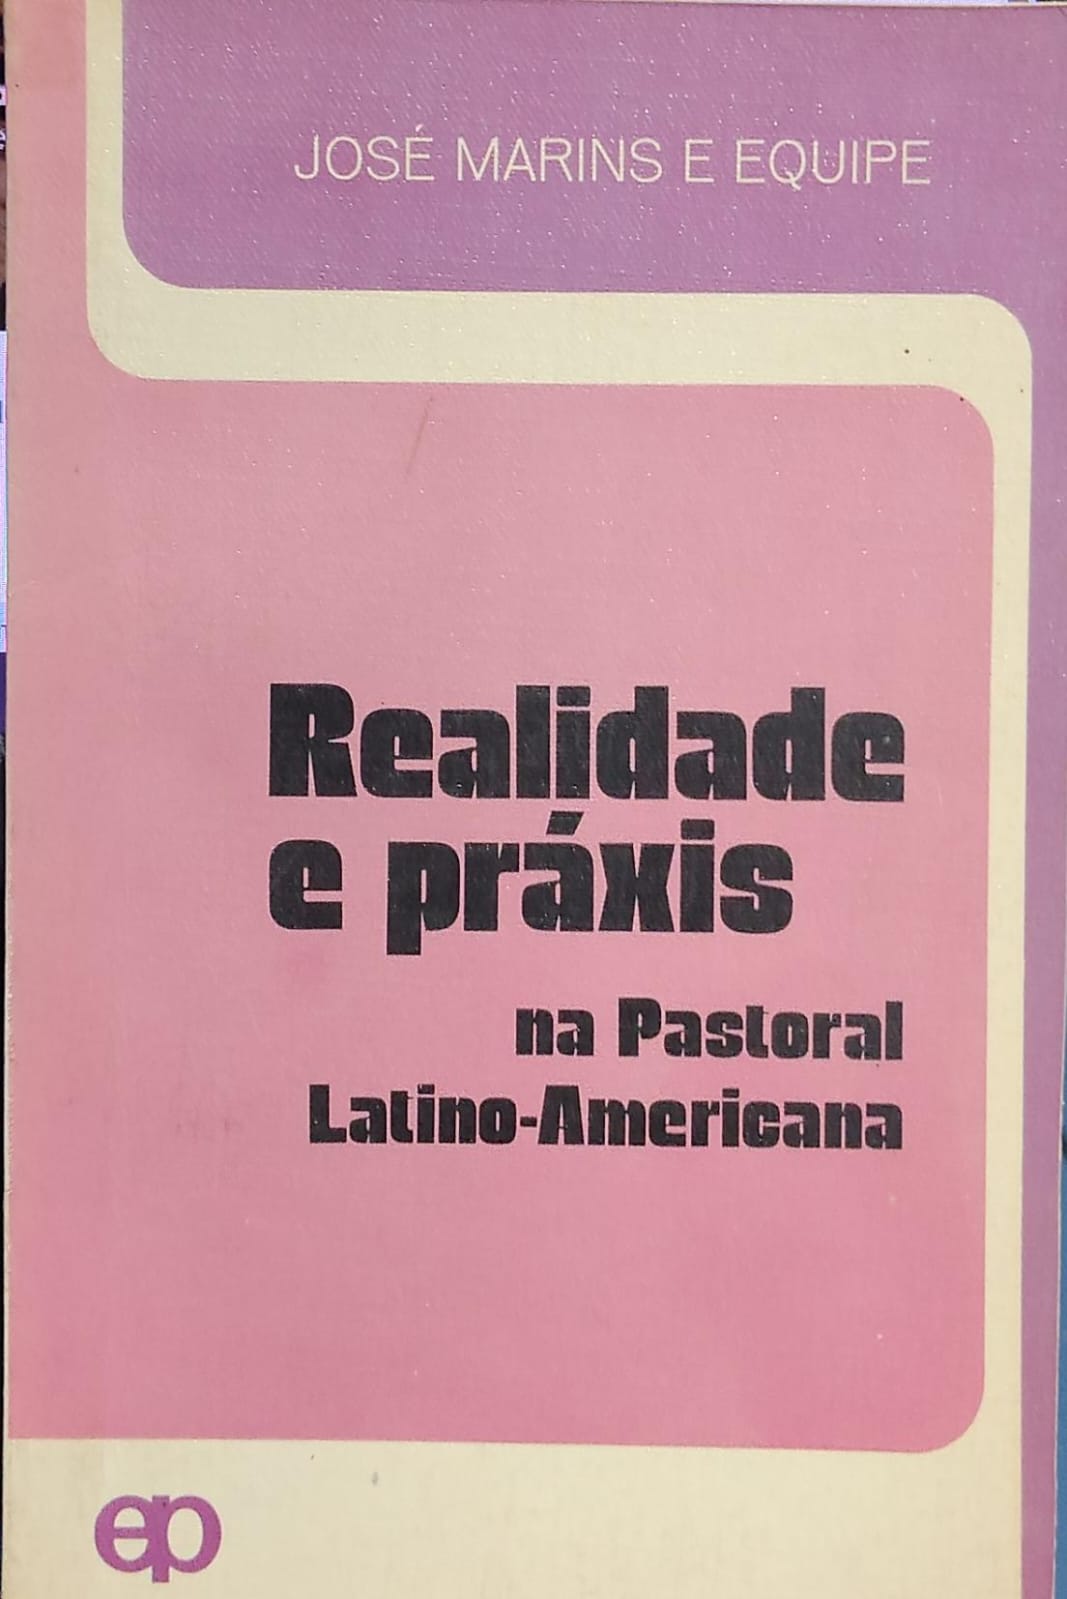 JOSÉ MARINS E EQUIPE
Realidade
e práxis
na Pastoral
Latino-Americana
ep